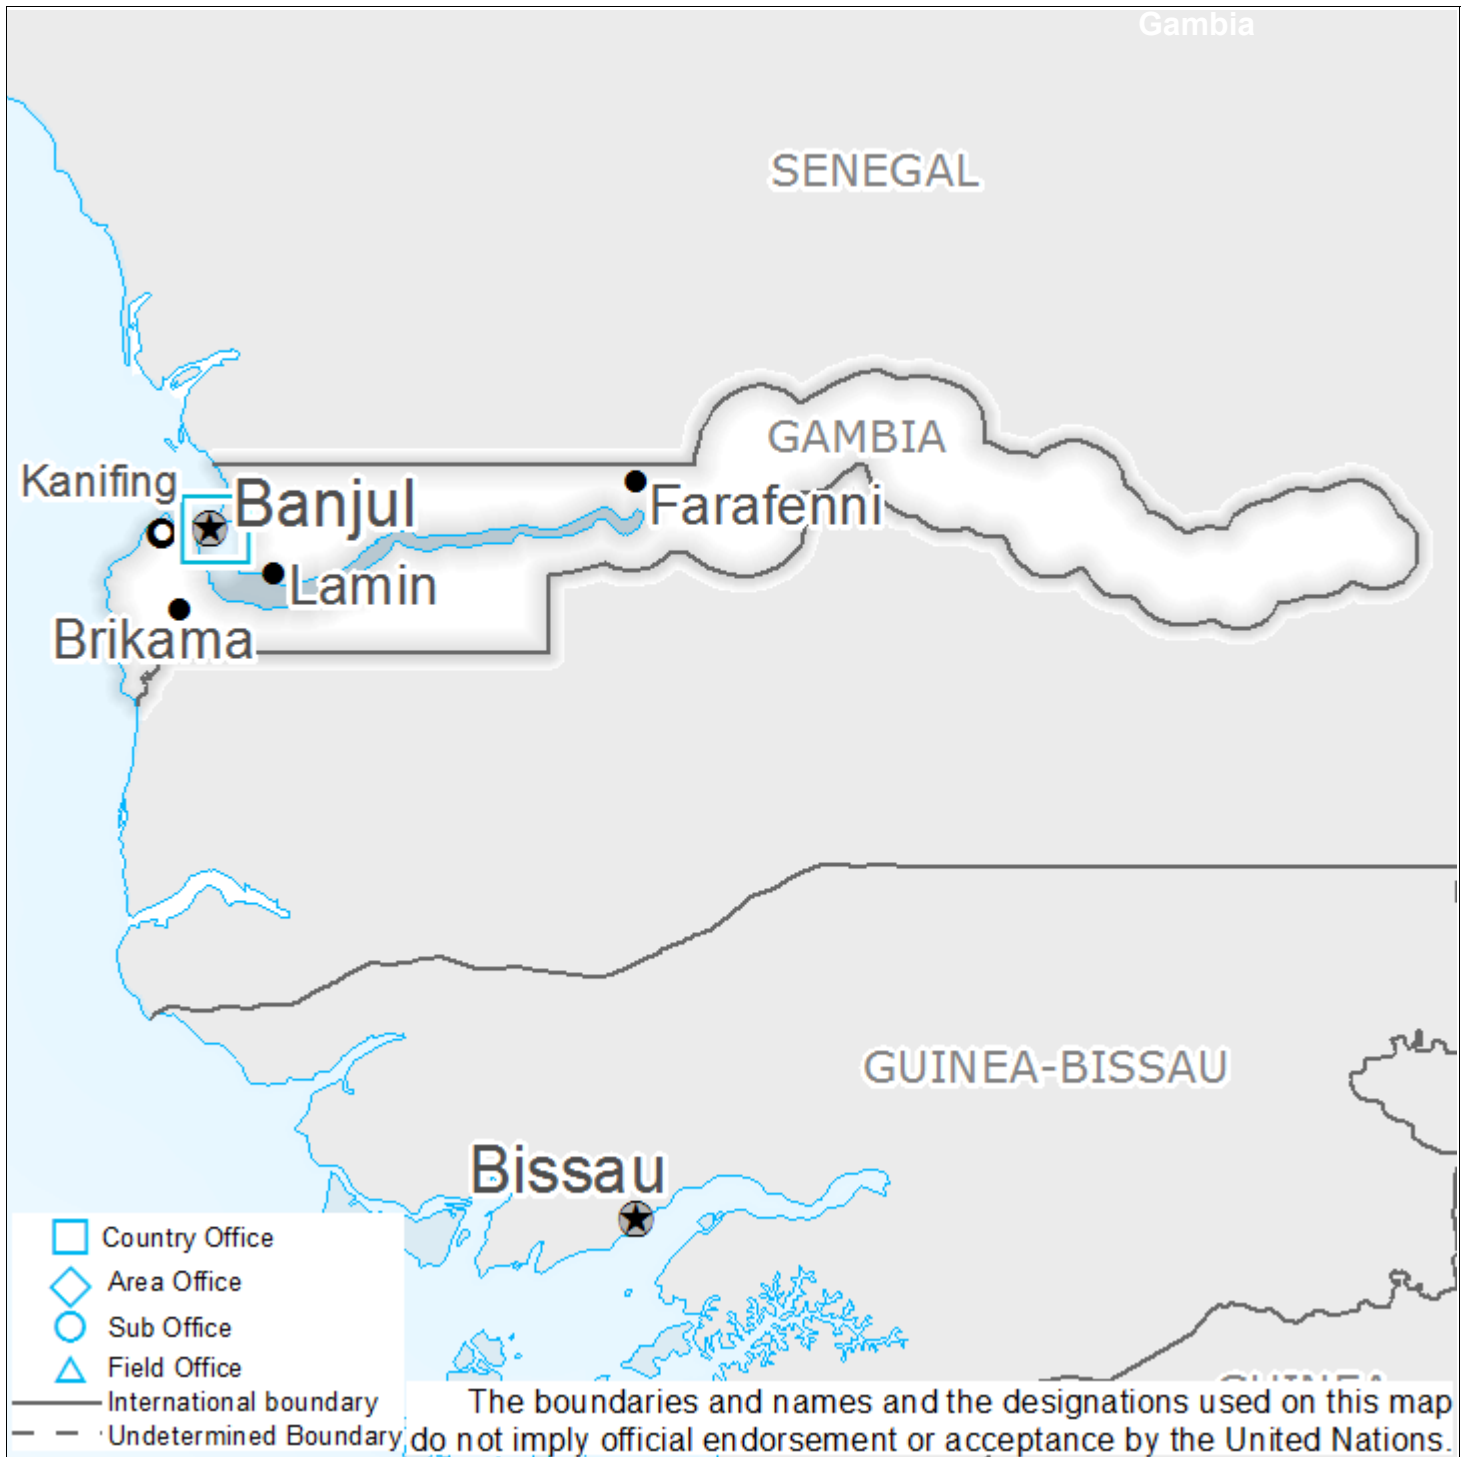 Gambia
SENEGAL
GAMBIA
Kanifing
Banjul
Farafenni
Lamin
Brikama
GUINEA-BISSAU
Bissau
Country Office
Area Office
Sub Office
Field Office
International boundary
Undetermined Boundary
GUINEA
The boundaries and names and the designations used on this map
do not imply official endorsement or acceptance by the United Nations.